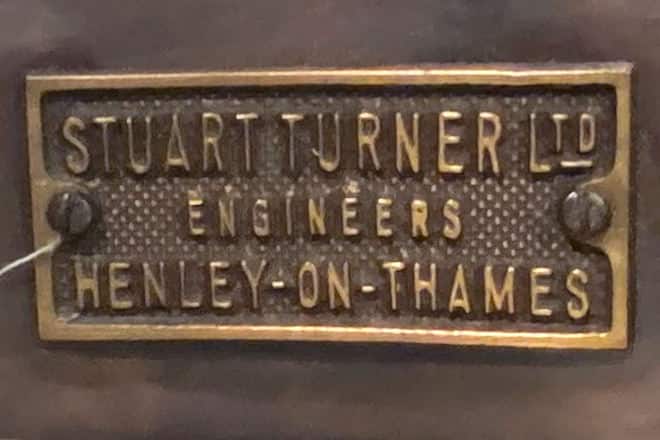 STUART TURNER LTD
ENGINEERS
HENLEY-ON-THAMES